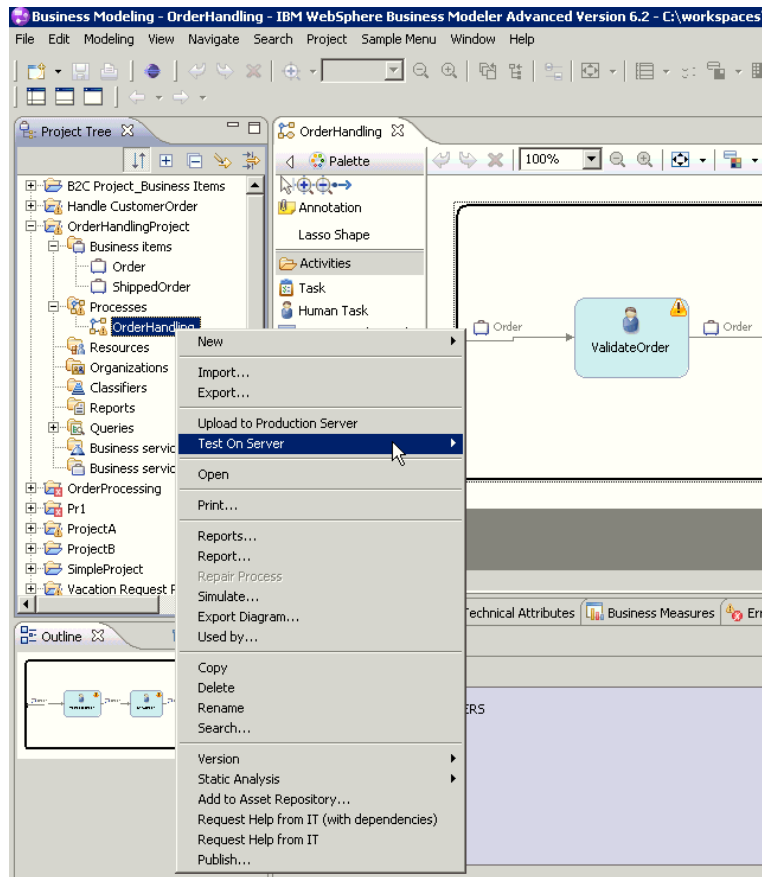 Business Modeling - OrderHandling - IBM WebSphere Business Modeler Advanced Version 6.2 - C:\workspaces
File Edit Modeling View Navigate Search Project Sample Menu Window Help
Project Tree
B2C Project_Business Items
Handle CustomerOrder
OrderHandlingProject
Business items
Order
ShippedOrder
Processes
OrderHandling
Resources
Organizations
Classifiers
Reports
Queries
Business servic
Business servic
OrderProcessing
Pr1
ProjectA
ProjectB
SimpleProject
Vacation Request
Outline
New
Import...
Export...
Upload to Production Server
Test On Server
Open
Print...
Reports...
Report...
Repair Process
Simulate...
Export Diagram...
Used by...
Copy
Delete
Rename
Search...
Version
Static Analysis
Add to Asset Repository...
Request Help from IT (with dependencies)
Request Help from IT
Publish...
OrderHandling
Palette
100%
Annotation
Lasso Shape
Activities
Task
Human Task
Order
ValidateOrder
Order
Technical Attributes Business Measures Err
ERS